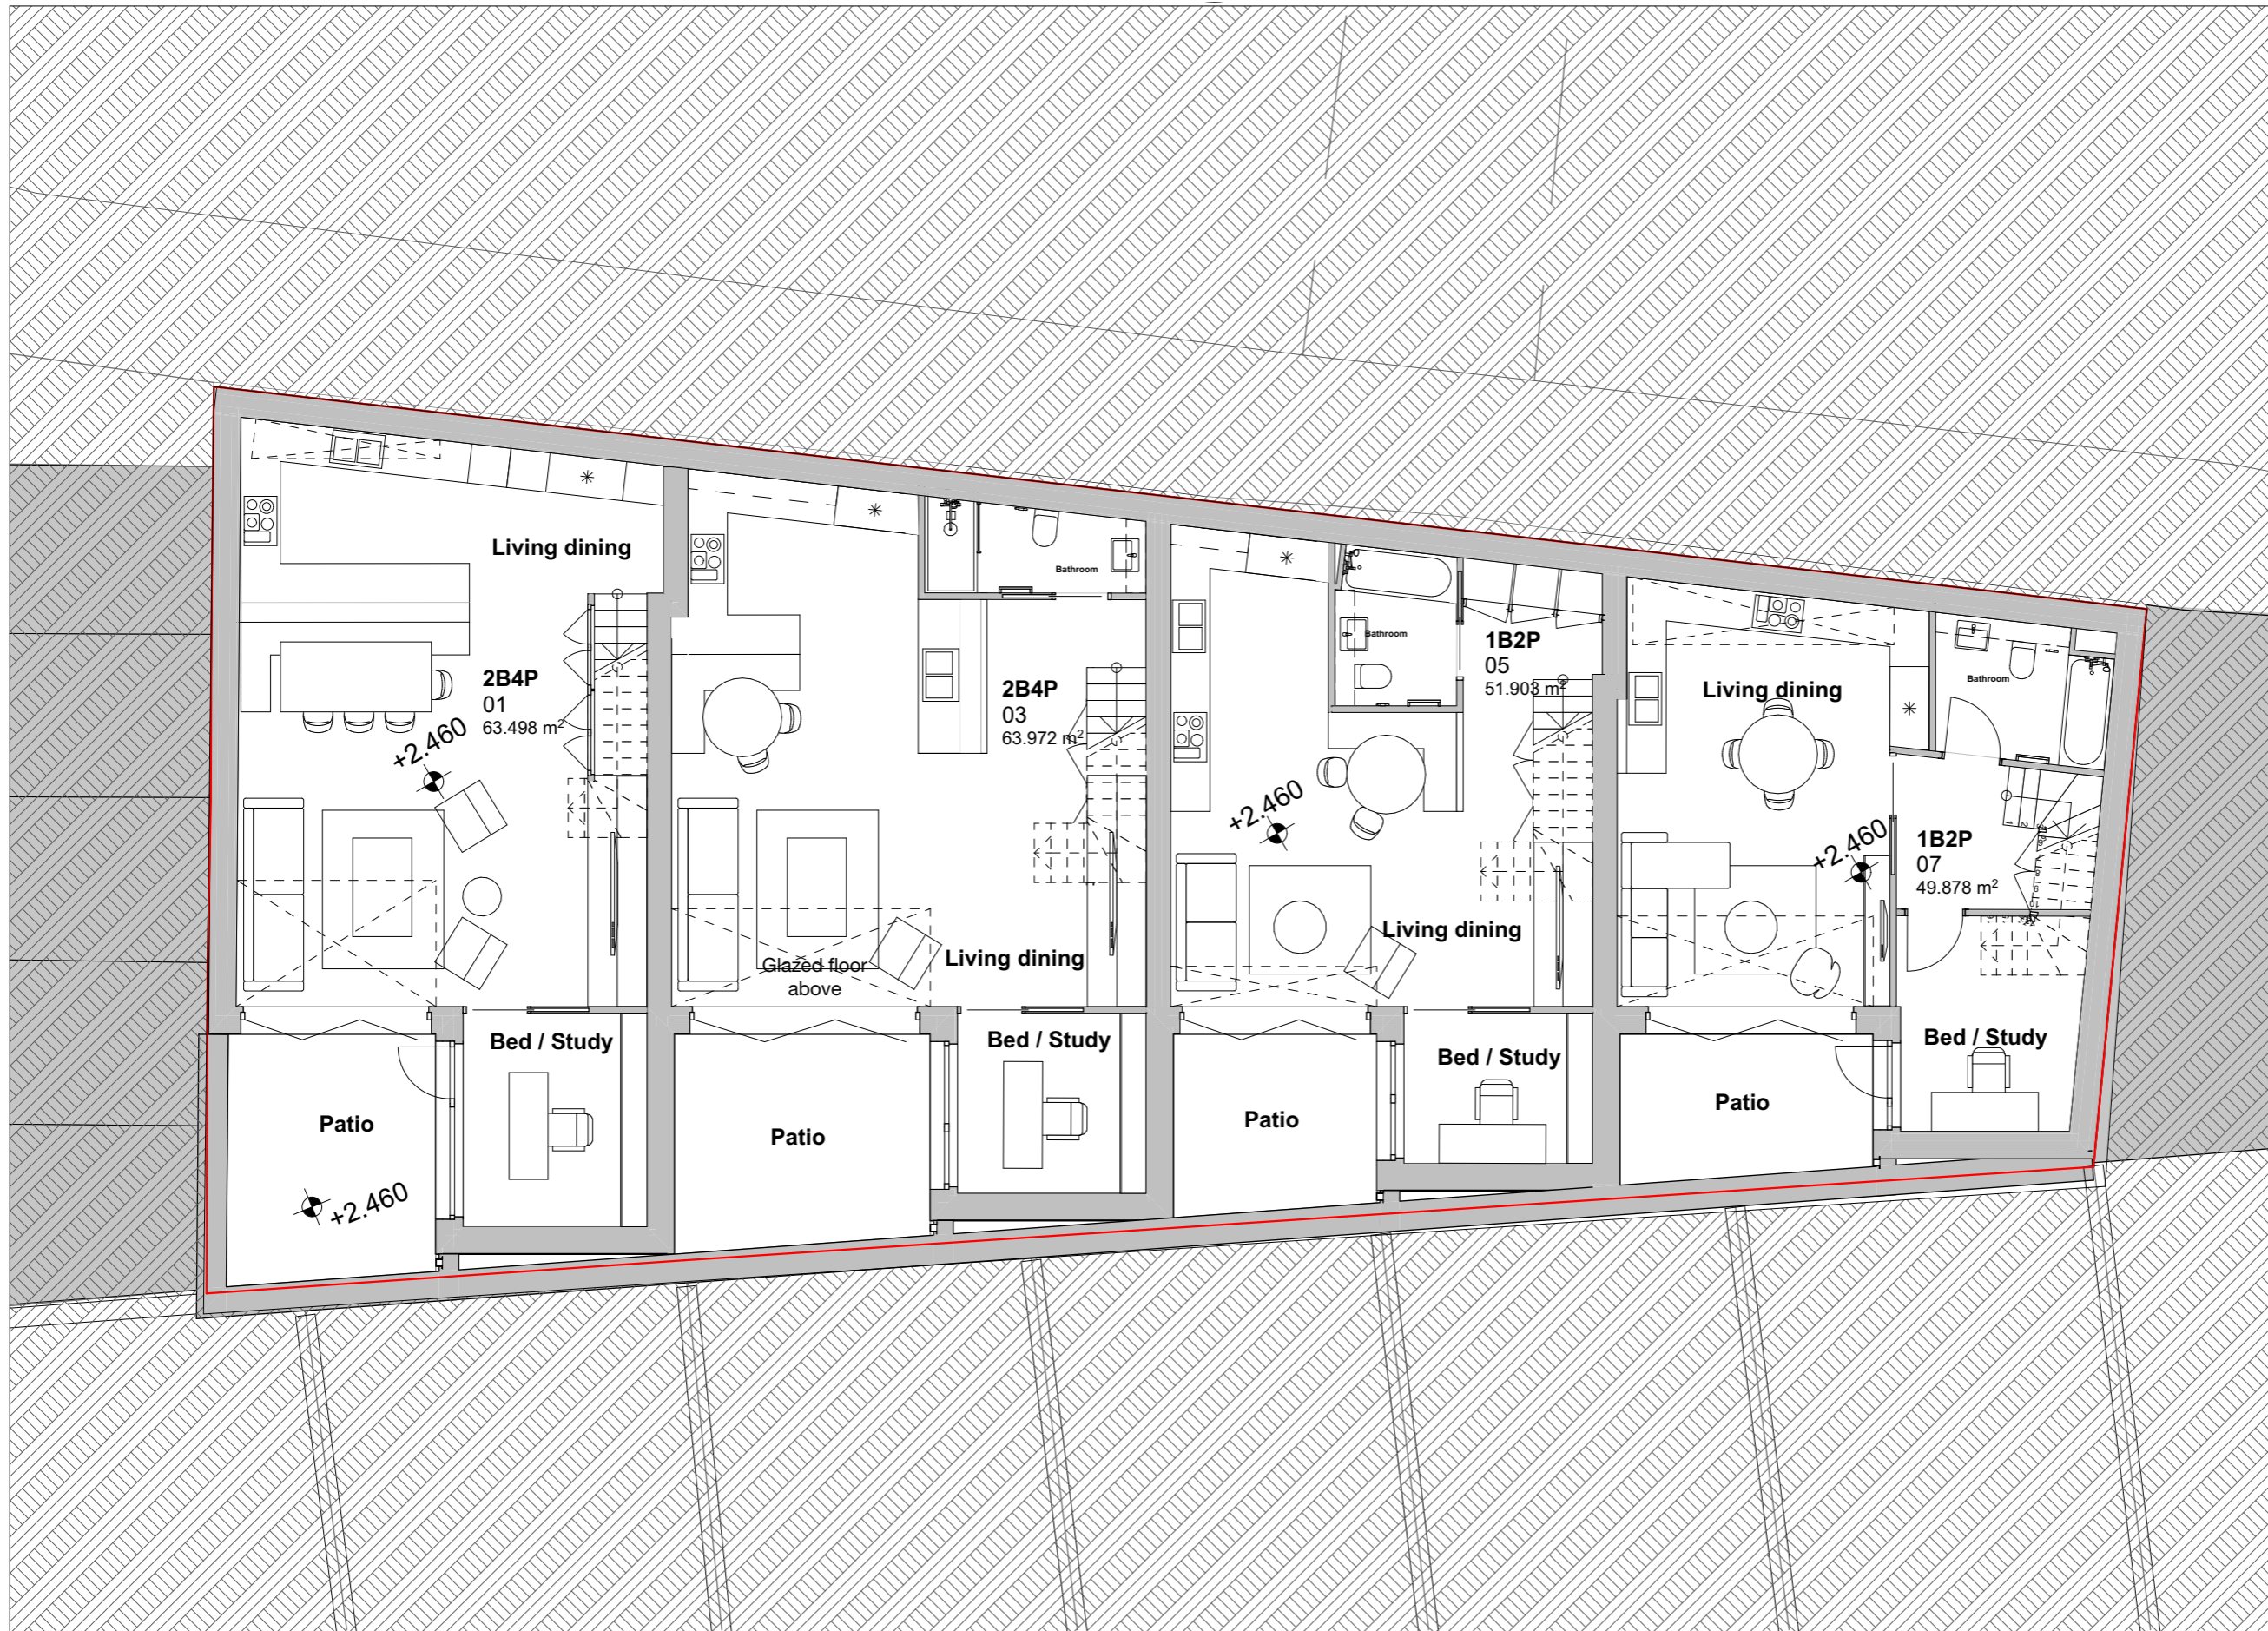 Living dining
2B4P
01
63.498 m²
+2.460
Bed / Study
Patio
+2.460
Bathroom
2B4P
03
63.972 m²
Glazed floor
above
Living dining
Bed / Study
Patio
Bathroom
1B2P
05
51.903 m²
+2.460
Living dining
Bed / Study
Patio
Living dining
Bathroom
+2.460
1B2P
07
49.878 m²
Bed / Study
Patio